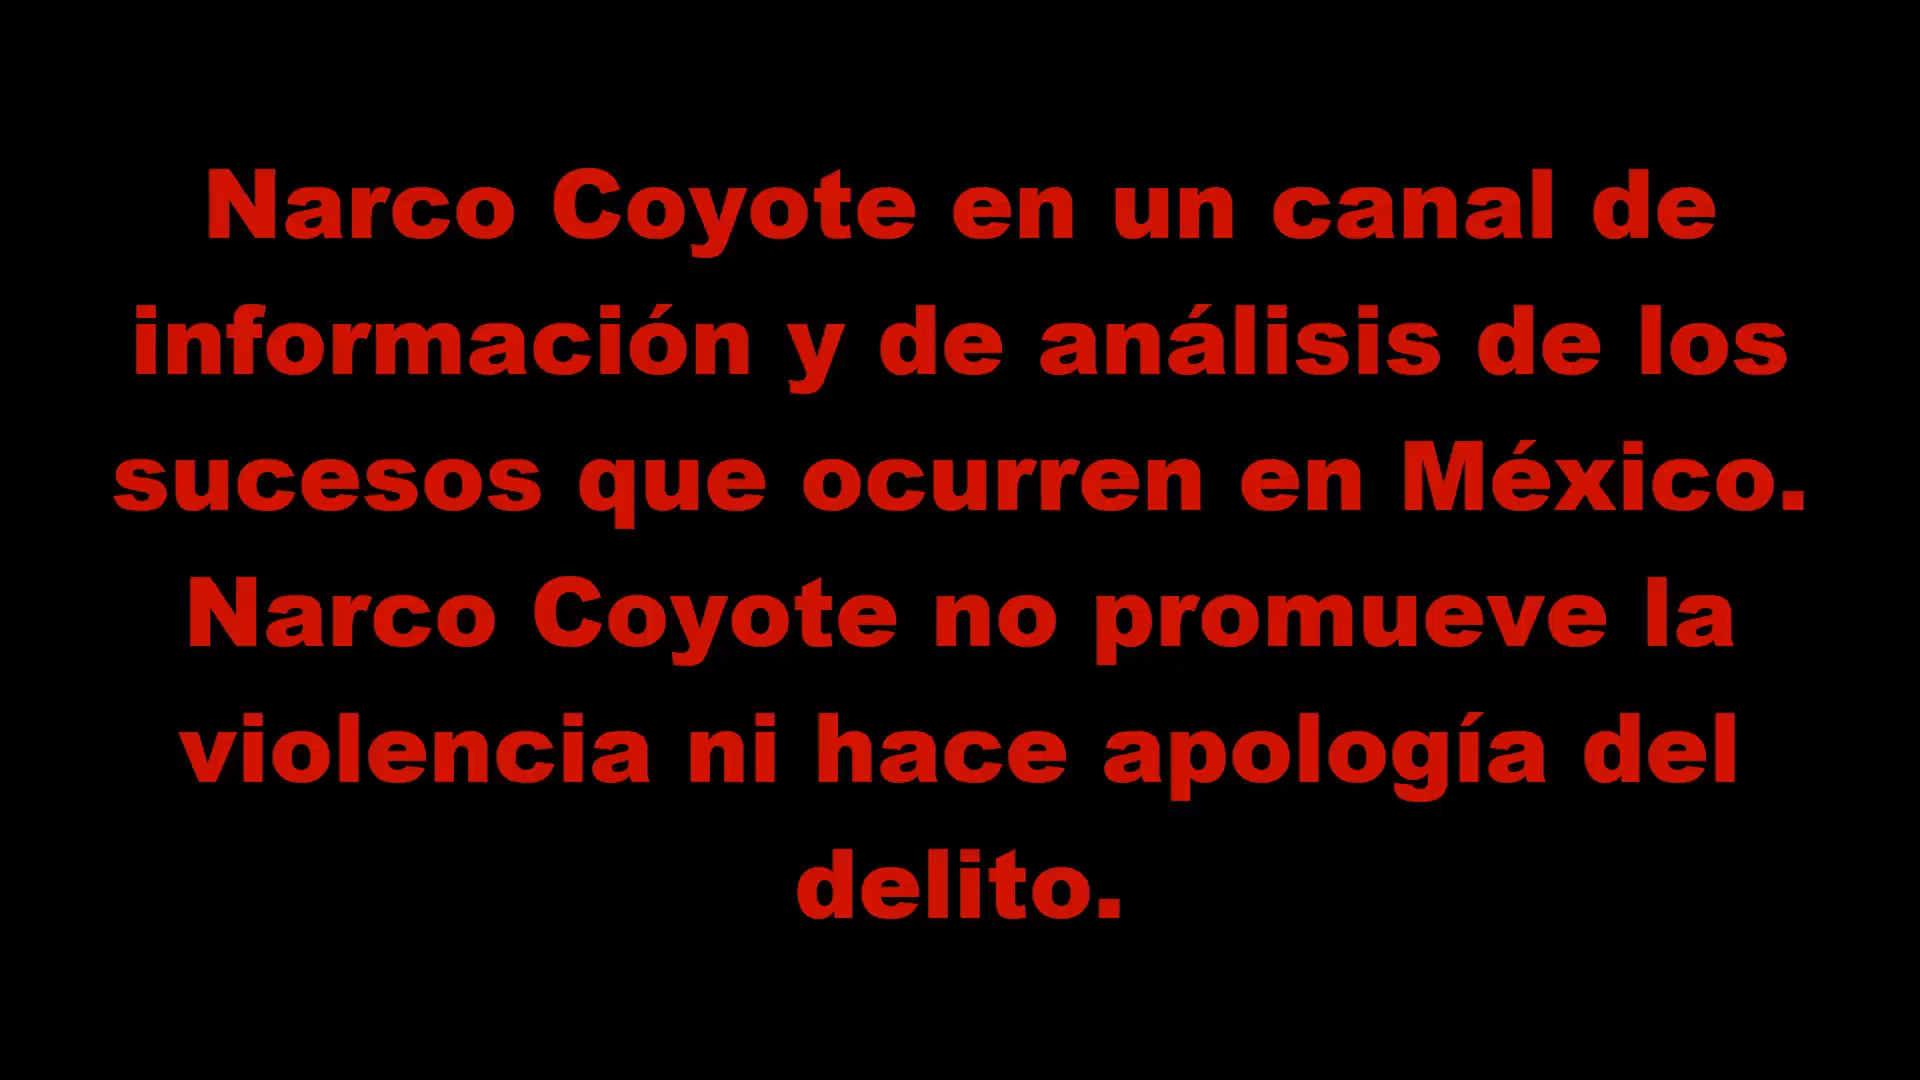 Narco Coyote en un canal de
información y de análisis de los
sucesos que ocurren en México.
Narco Coyote no promueve la
violencia ni hace apología del
delito.